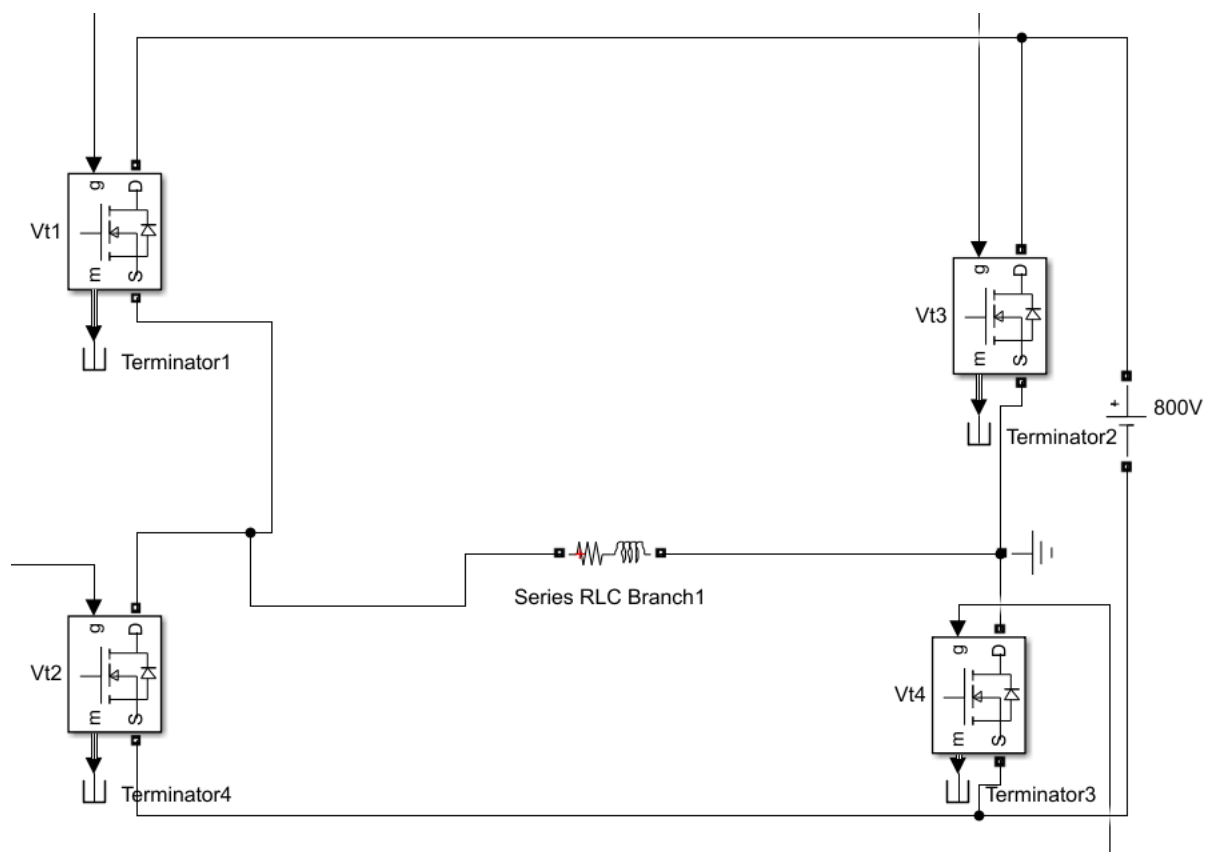 g
D
Vt1
m
S
Terminator1
g
D
Vt3
m
S
Terminator2
+
800V
Series RLC Branch1
g
D
Vt2
m
S
Terminator4
g
D
Vt4
m
S
Terminator3